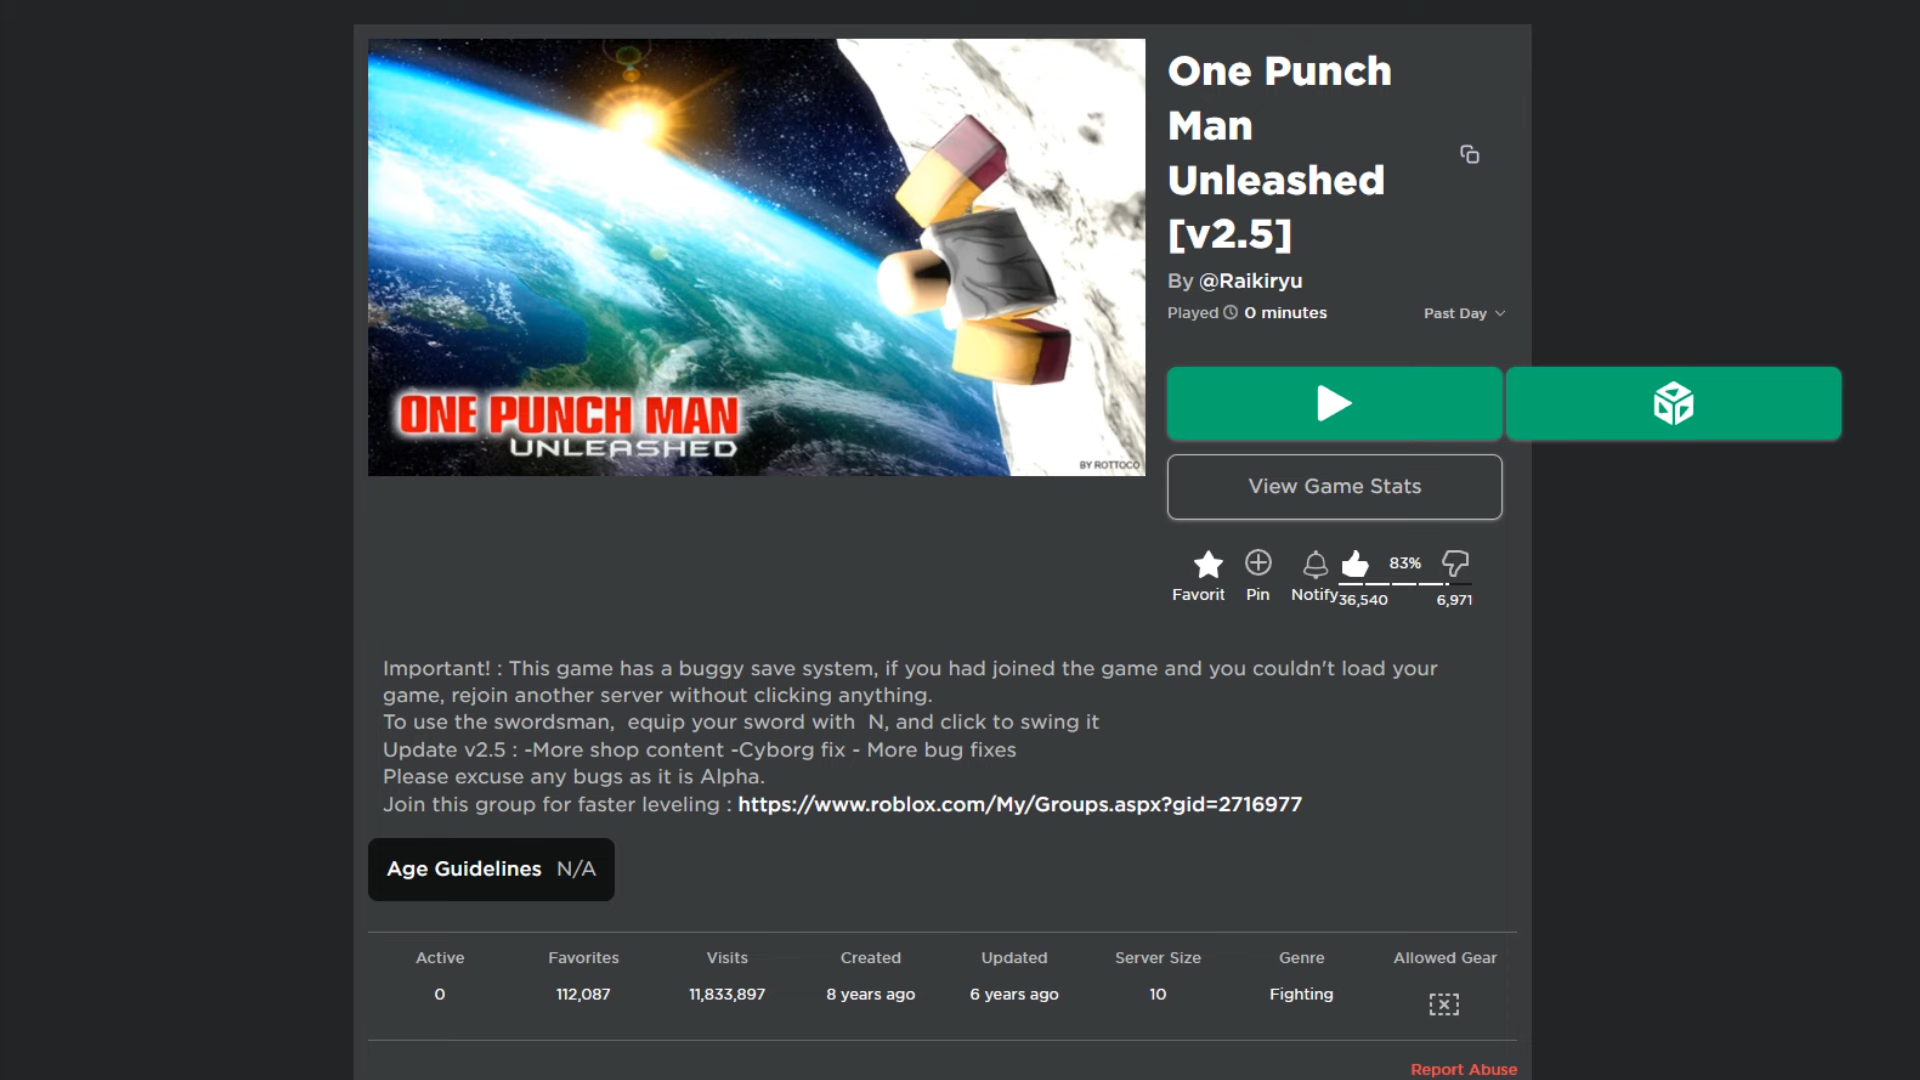 One Punch
Man
Unleashed
[v2.5]
By @Raikiryu
Played 0 minutes
Past Day
ONE PUNCH MAN
UNLEASHED
BY ROTTOCO
View Game Stats
83%
Favorit
Pin
Notify
36,540
6,971
Important! : This game has a buggy save system, if you had joined the game and you couldn't load your
game, rejoin another server without clicking anything.
To use the swordsman,  equip your sword with  N, and click to swing it
Update v2.5 : -More shop content -Cyborg fix - More bug fixes
Please excuse any bugs as it is Alpha.
Join this group for faster leveling : https://www.roblox.com/My/Groups.aspx?gid=2716977
Age Guidelines N/A
Active Favorites Visits Created Updated Server Size Genre Allowed Gear
0 112,087 11,833,897 8 years ago 6 years ago 10 Fighting
Report Abuse